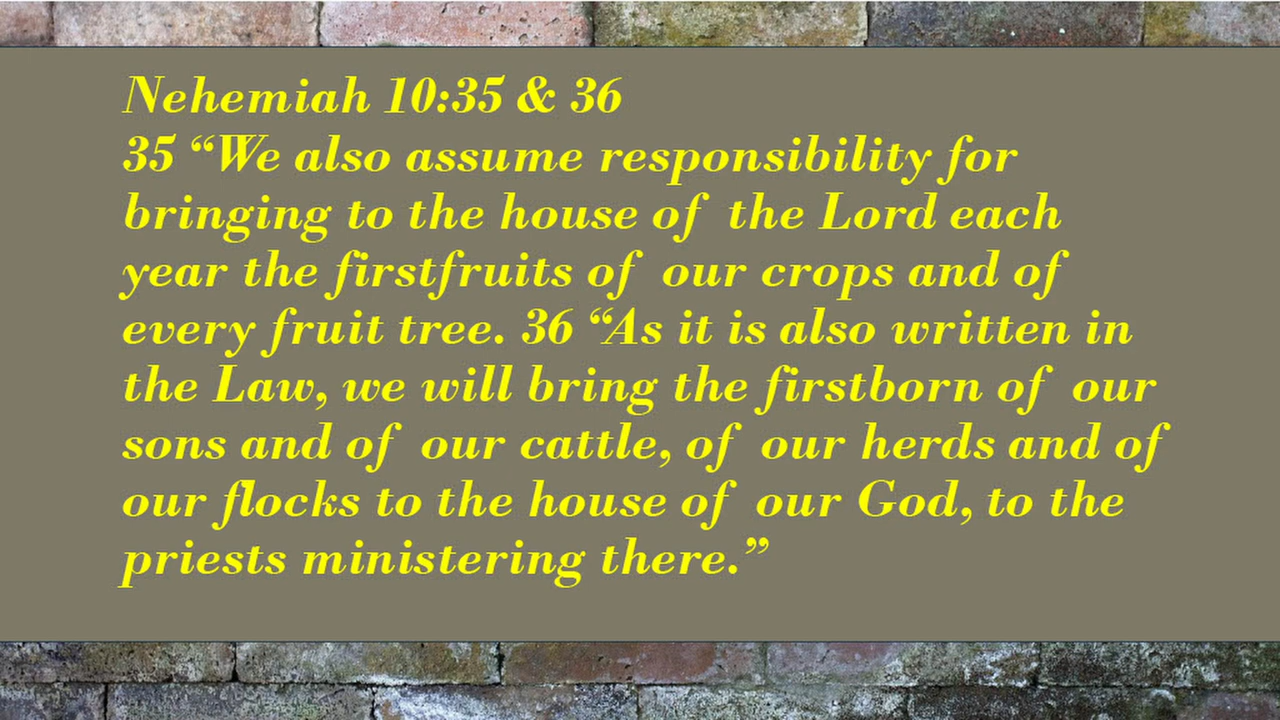 Nehemiah 10:35 & 36
35 “We also assume responsibility for
bringing to the house of the Lord each
year the firstfruits of our crops and of
every fruit tree. 36 “As it is also written in
the Law, we will bring the firstborn of our
sons and of our cattle, of our herds and of
our flocks to the house of our God, to the
priests ministering there.”